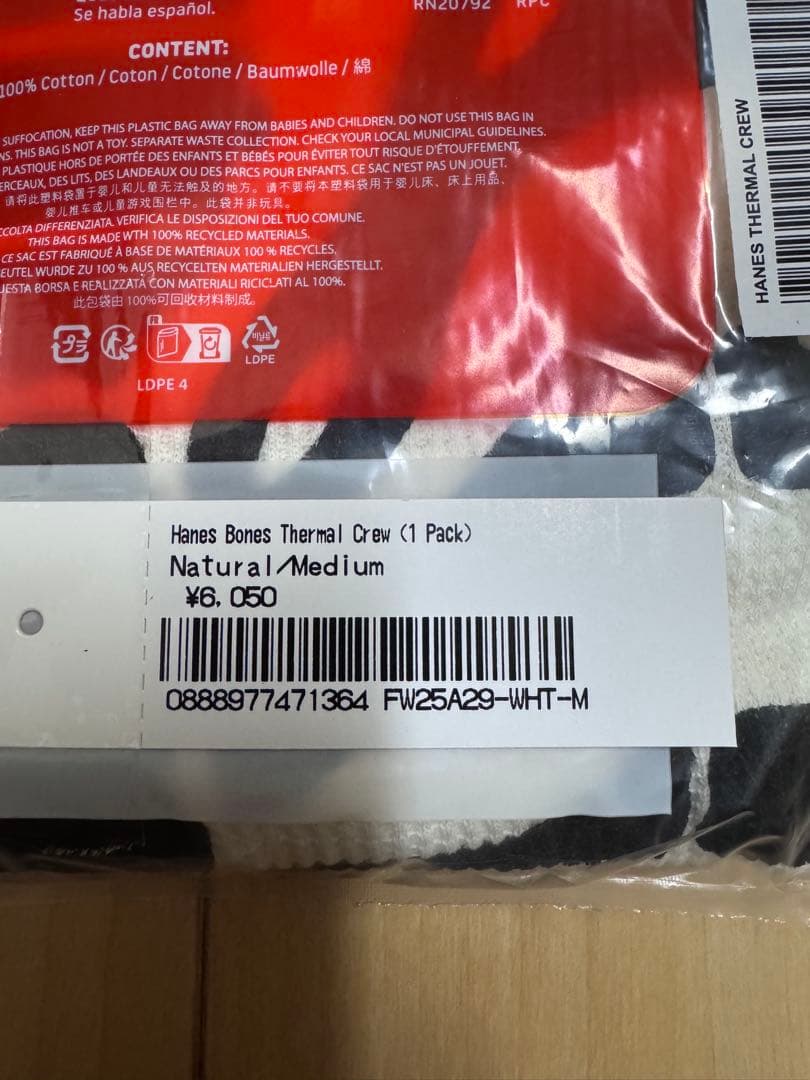 Se habla español.
RN20792 RPC
CONTENT:
100% Cotton / Coton / Cotone / Baumwolle / 綿
SUFFOCATION, KEEP THIS PLASTIC BAG AWAY FROM BABIES AND CHILDREN. DO NOT USE THIS BAG IN
THIS BAG IS NOT A TOY. SEPARATE WASTE COLLECTION. CHECK YOUR LOCAL MUNICIPAL GUIDELINES.
PLASTIQUE HORS DE PORTÉE DES ENFANTS ET BÉBÉS POUR ÉVITER TOUT RISQUE D'ÉTOUFFEMENT.
DES LITS, DES LANDEAUX OU DES PARCS POUR ENFANTS. CE SAC N'EST PAS UN JOUET.
请将此塑料袋置于婴儿和儿童无法触及的地方。请不要将本塑料袋用于婴儿床、床上用品、
婴儿推车或儿童游戏围栏中。此袋并非玩具。
DIFFERENZIATA. VERIFICA LE DISPOSIZIONI DEL TUO COMUNE.
THIS BAG IS MADE WTH 100% RECYCLED MATERIALS.
CE SAC EST FABRIQUÉ À BASE DE MATÉRIAUX 100 % RECYCLES,
WURDE ZU 100 % AUS RECYCELTEN MATERIALIEN HERGESTELLT.
QUESTA BORSA E REALIZZATÀ CON MATERIALI RICICLATI AL 100%.
此包袋由 100%可回收材料制成。
プラ
비닐류
LDPE
LDPE 4
HANES THERMAL CREW
Hanes Bones Thermal Crew (1 Pack)
Natural/Medium
¥6,050
0888977471364 FW25A29-WHT-M